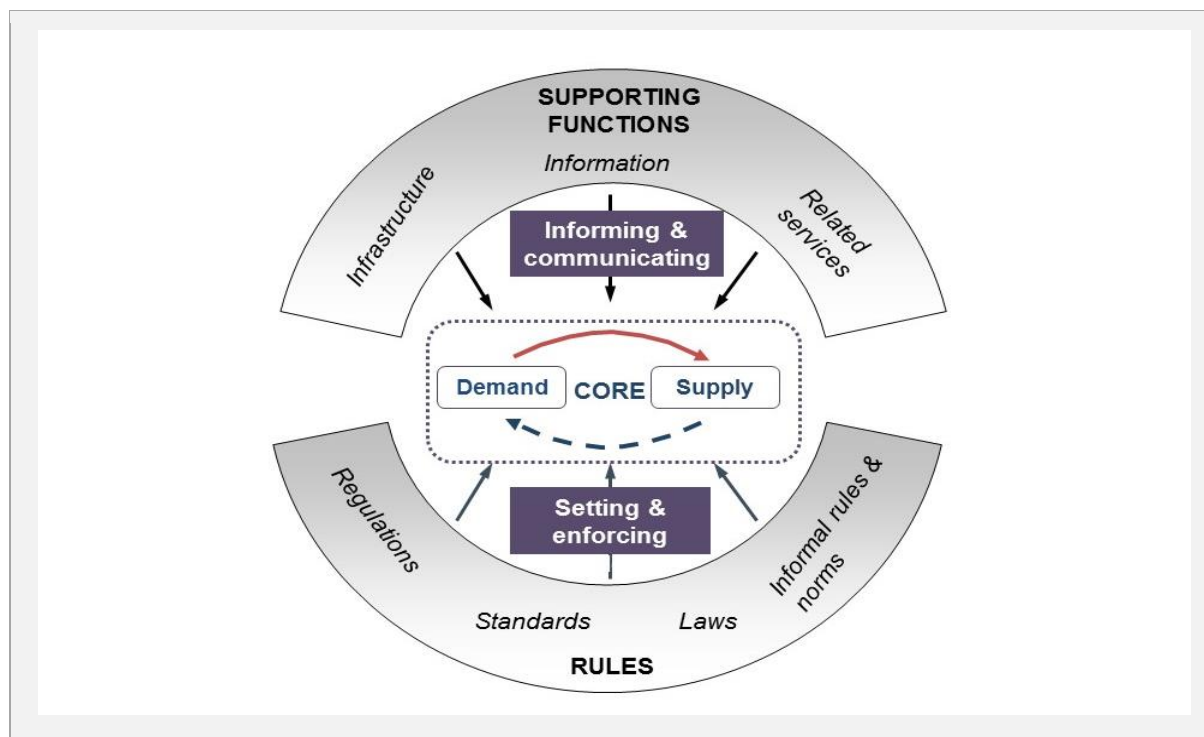 SUPPORTING
FUNCTIONS
Information
Infrastructure
Related
services
Informing &
communicating
Demand
CORE
Supply
Setting &
enforcing
Regulations
Informal rules &
norms
Standards
Laws
RULES